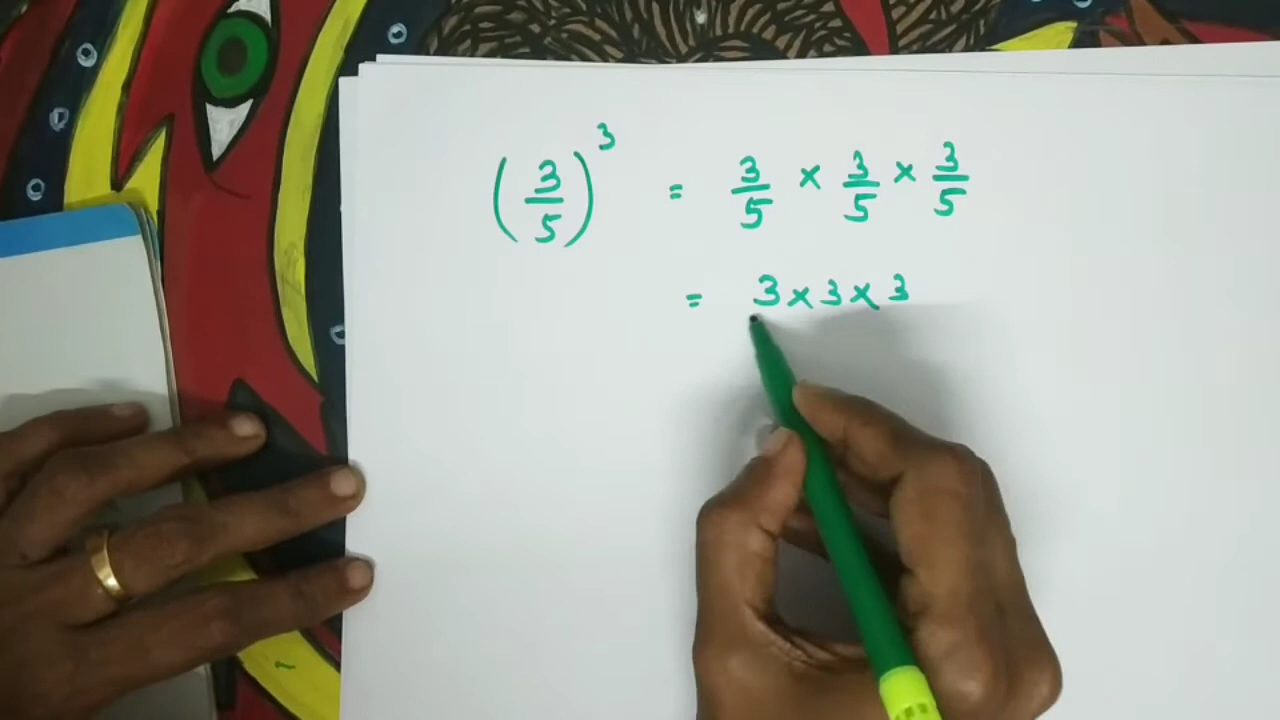 (3/5)³ = 3/5 × 3/5 × 3/5
= 3 × 3 × 3